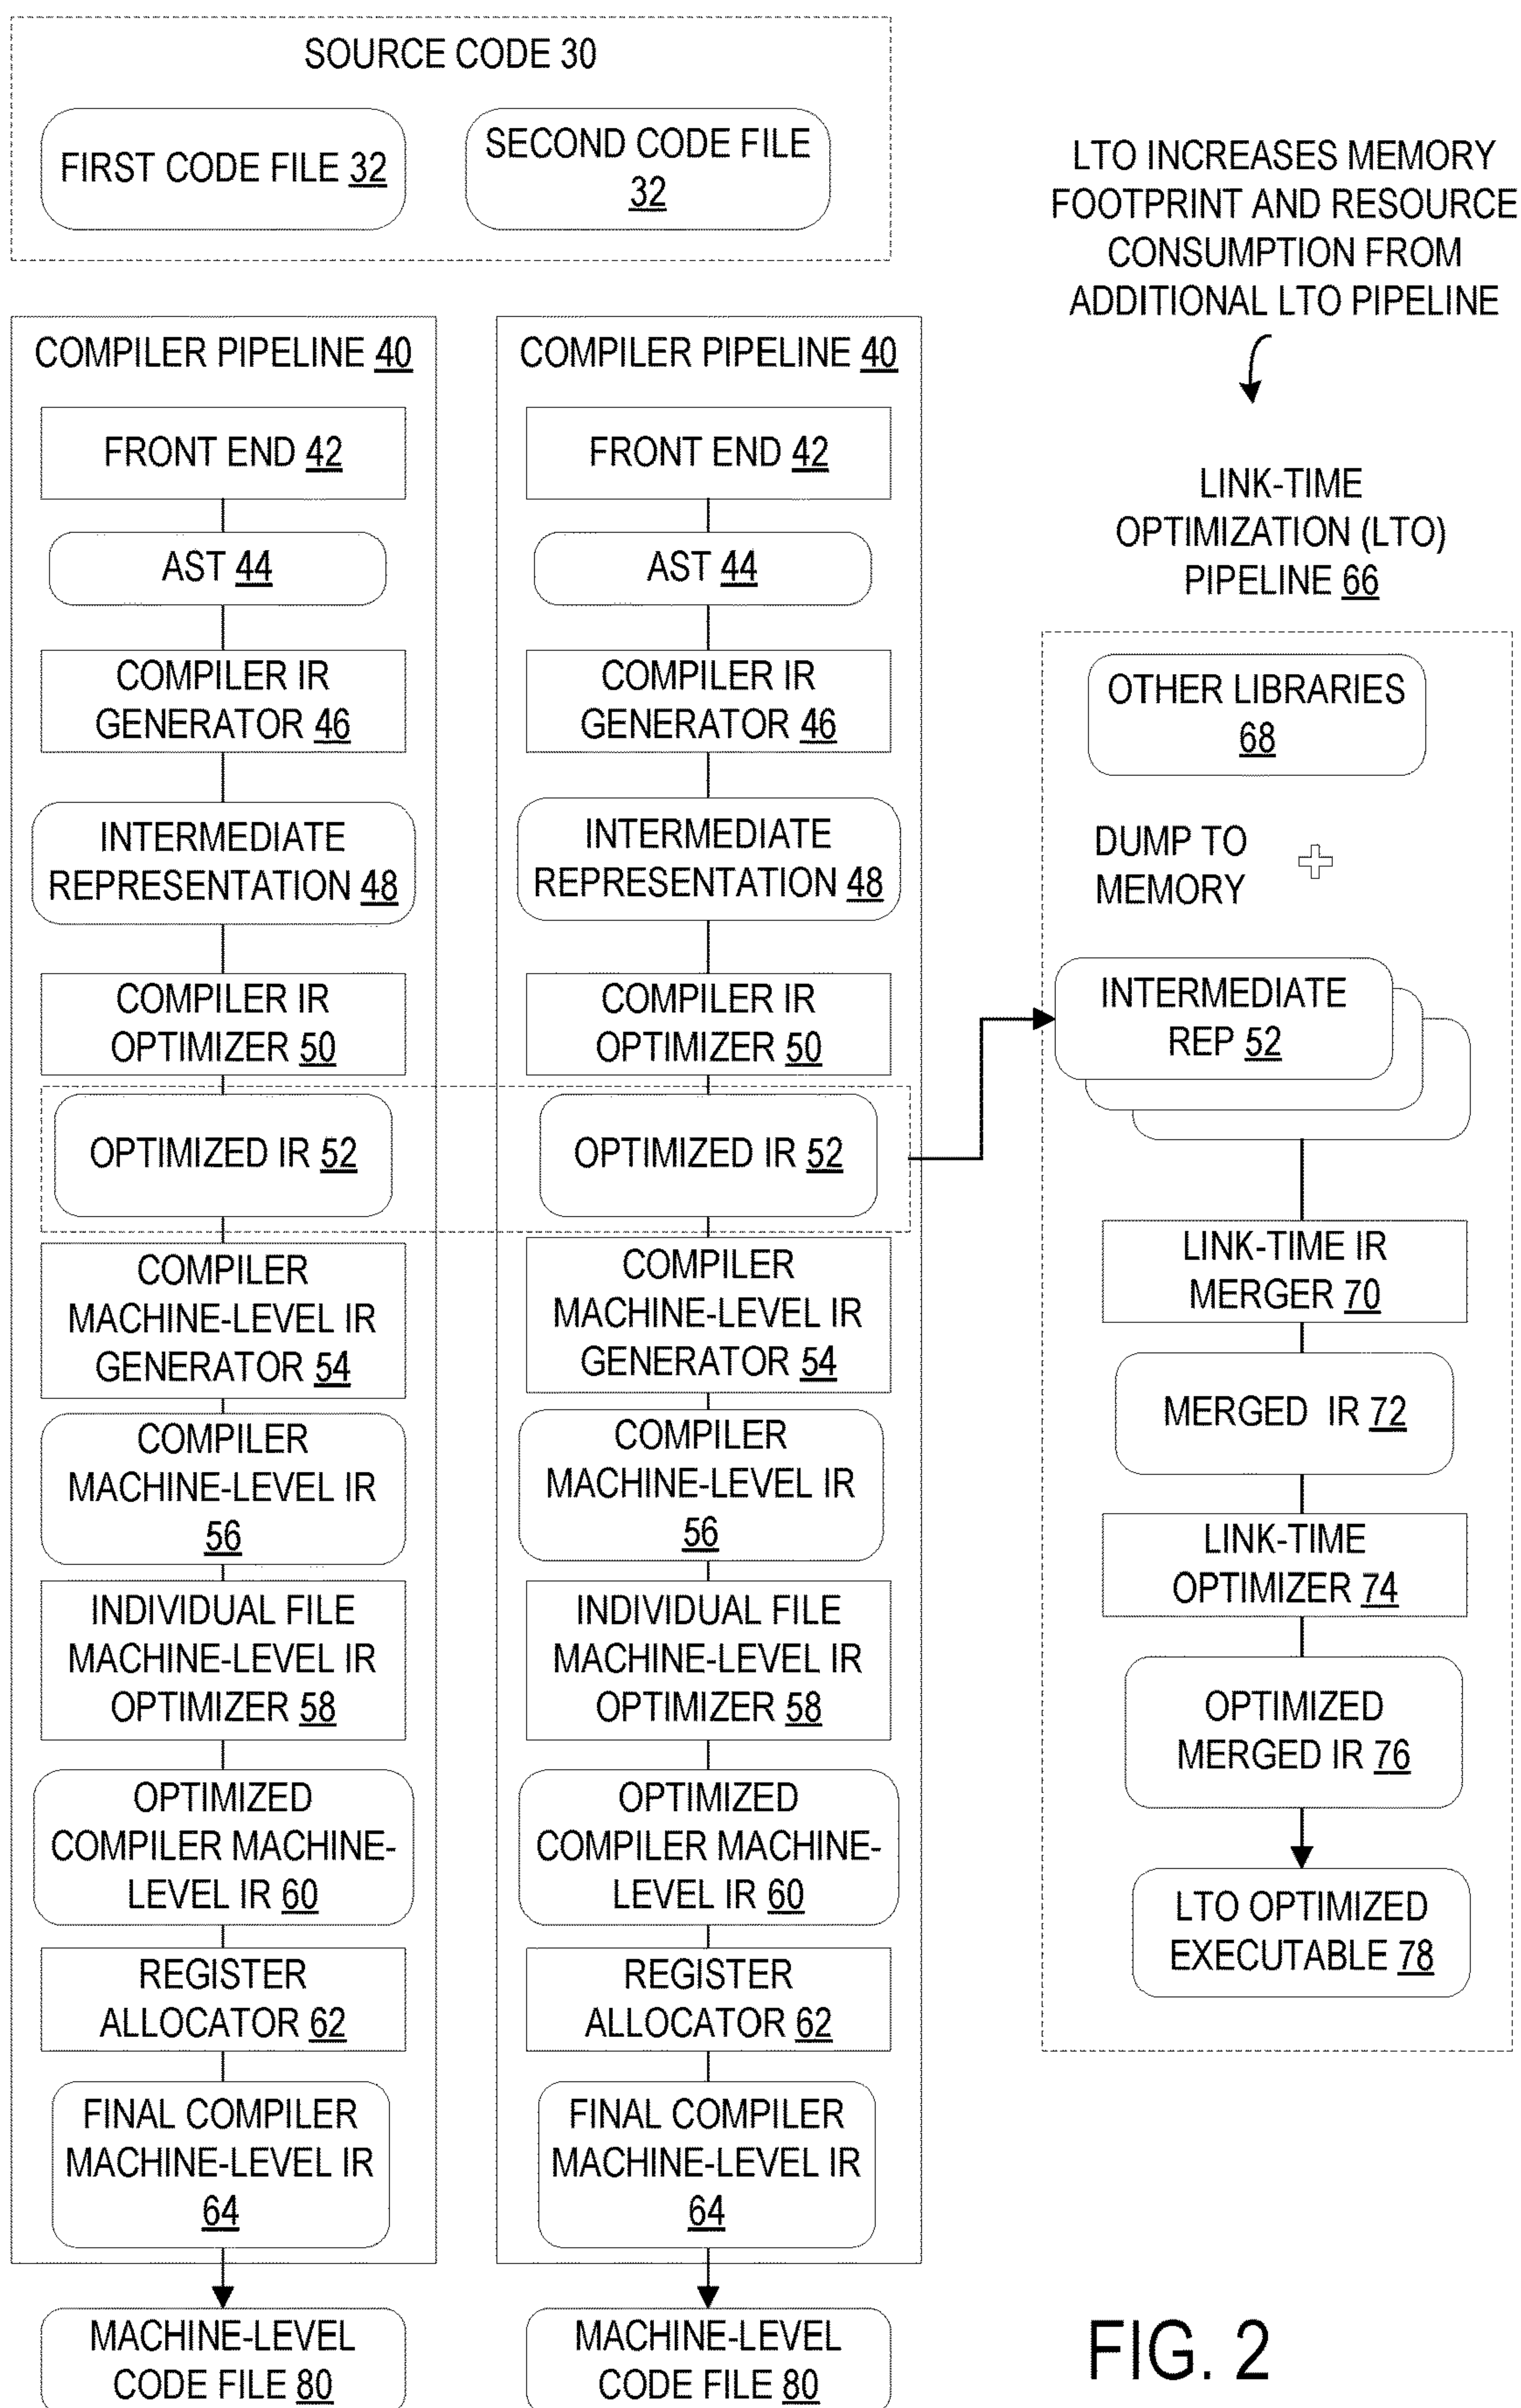 SOURCE CODE 30
FIRST CODE FILE 32
SECOND CODE FILE
32
COMPILER PIPELINE 40
FRONT END 42
AST 44
COMPILER IR
GENERATOR 46
INTERMEDIATE
REPRESENTATION 48
COMPILER IR
OPTIMIZER 50
OPTIMIZED IR 52
COMPILER
MACHINE-LEVEL IR
GENERATOR 54
COMPILER
MACHINE-LEVEL IR
56
INDIVIDUAL FILE
MACHINE-LEVEL IR
OPTIMIZER 58
OPTIMIZED
COMPILER MACHINE-
LEVEL IR 60
REGISTER
ALLOCATOR 62
FINAL COMPILER
MACHINE-LEVEL IR
64
MACHINE-LEVEL
CODE FILE 80
COMPILER PIPELINE 40
FRONT END 42
AST 44
COMPILER IR
GENERATOR 46
INTERMEDIATE
REPRESENTATION 48
COMPILER IR
OPTIMIZER 50
OPTIMIZED IR 52
COMPILER
MACHINE-LEVEL IR
GENERATOR 54
COMPILER
MACHINE-LEVEL IR
56
INDIVIDUAL FILE
MACHINE-LEVEL IR
OPTIMIZER 58
OPTIMIZED
COMPILER MACHINE-
LEVEL IR 60
REGISTER
ALLOCATOR 62
FINAL COMPILER
MACHINE-LEVEL IR
64
MACHINE-LEVEL
CODE FILE 80
LTO INCREASES MEMORY
FOOTPRINT AND RESOURCE
CONSUMPTION FROM
ADDITIONAL LTO PIPELINE
LINK-TIME
OPTIMIZATION (LTO)
PIPELINE 66
OTHER LIBRARIES
68
DUMP TO
MEMORY
INTERMEDIATE
REP 52
LINK-TIME IR
MERGER 70
MERGED IR 72
LINK-TIME
OPTIMIZER 74
OPTIMIZED
MERGED IR 76
LTO OPTIMIZED
EXECUTABLE 78
FIG. 2